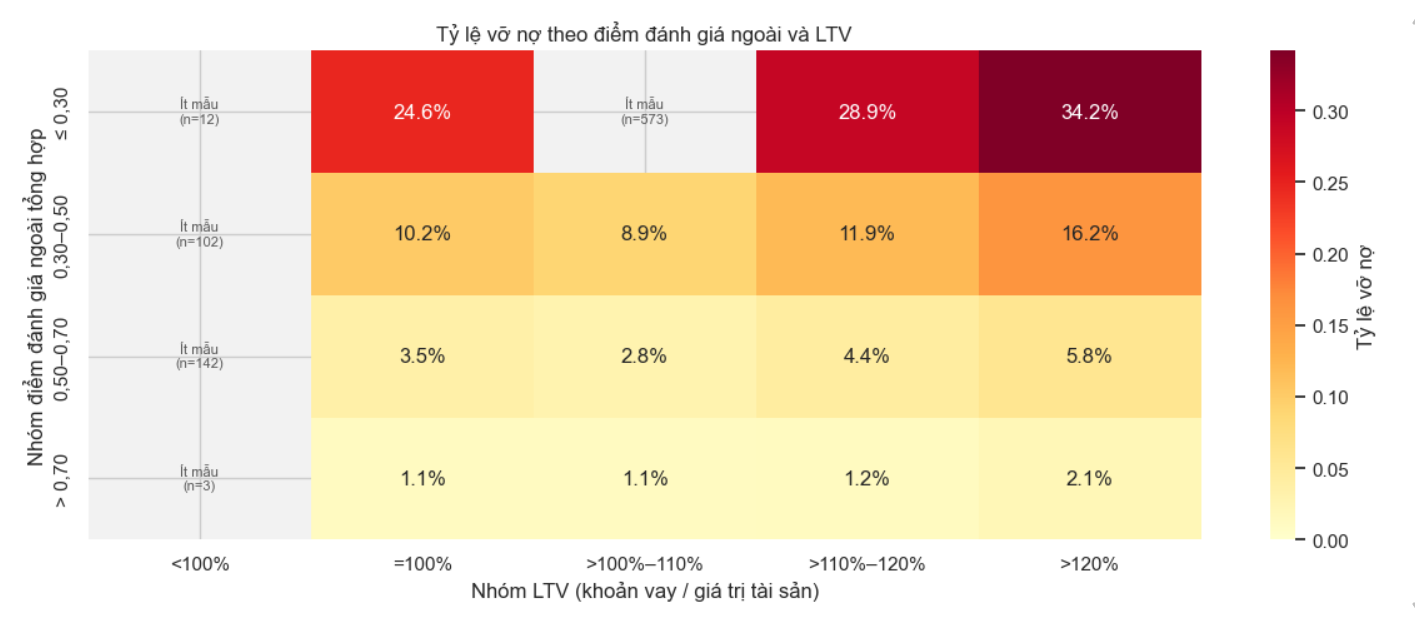 Tỷ lệ vỡ nợ theo điểm đánh giá ngoài và LTV
Nhóm điểm đánh giá ngoài tổng hợp
≤ 0,30
Ít mẫu
(n=12)
24.6%
Ít mẫu
(n=573)
28.9%
34.2%
0,30–0,50
Ít mẫu
(n=102)
10.2%
8.9%
11.9%
16.2%
0,50–0,70
Ít mẫu
(n=142)
3.5%
2.8%
4.4%
5.8%
> 0,70
Ít mẫu
(n=3)
1.1%
1.1%
1.2%
2.1%
<100%
=100%
>100%–110%
>110%–120%
>120%
Nhóm LTV (khoản vay / giá trị tài sản)
0.30
0.25
0.20
0.15
0.10
0.05
0.00
Tỷ lệ vỡ nợ